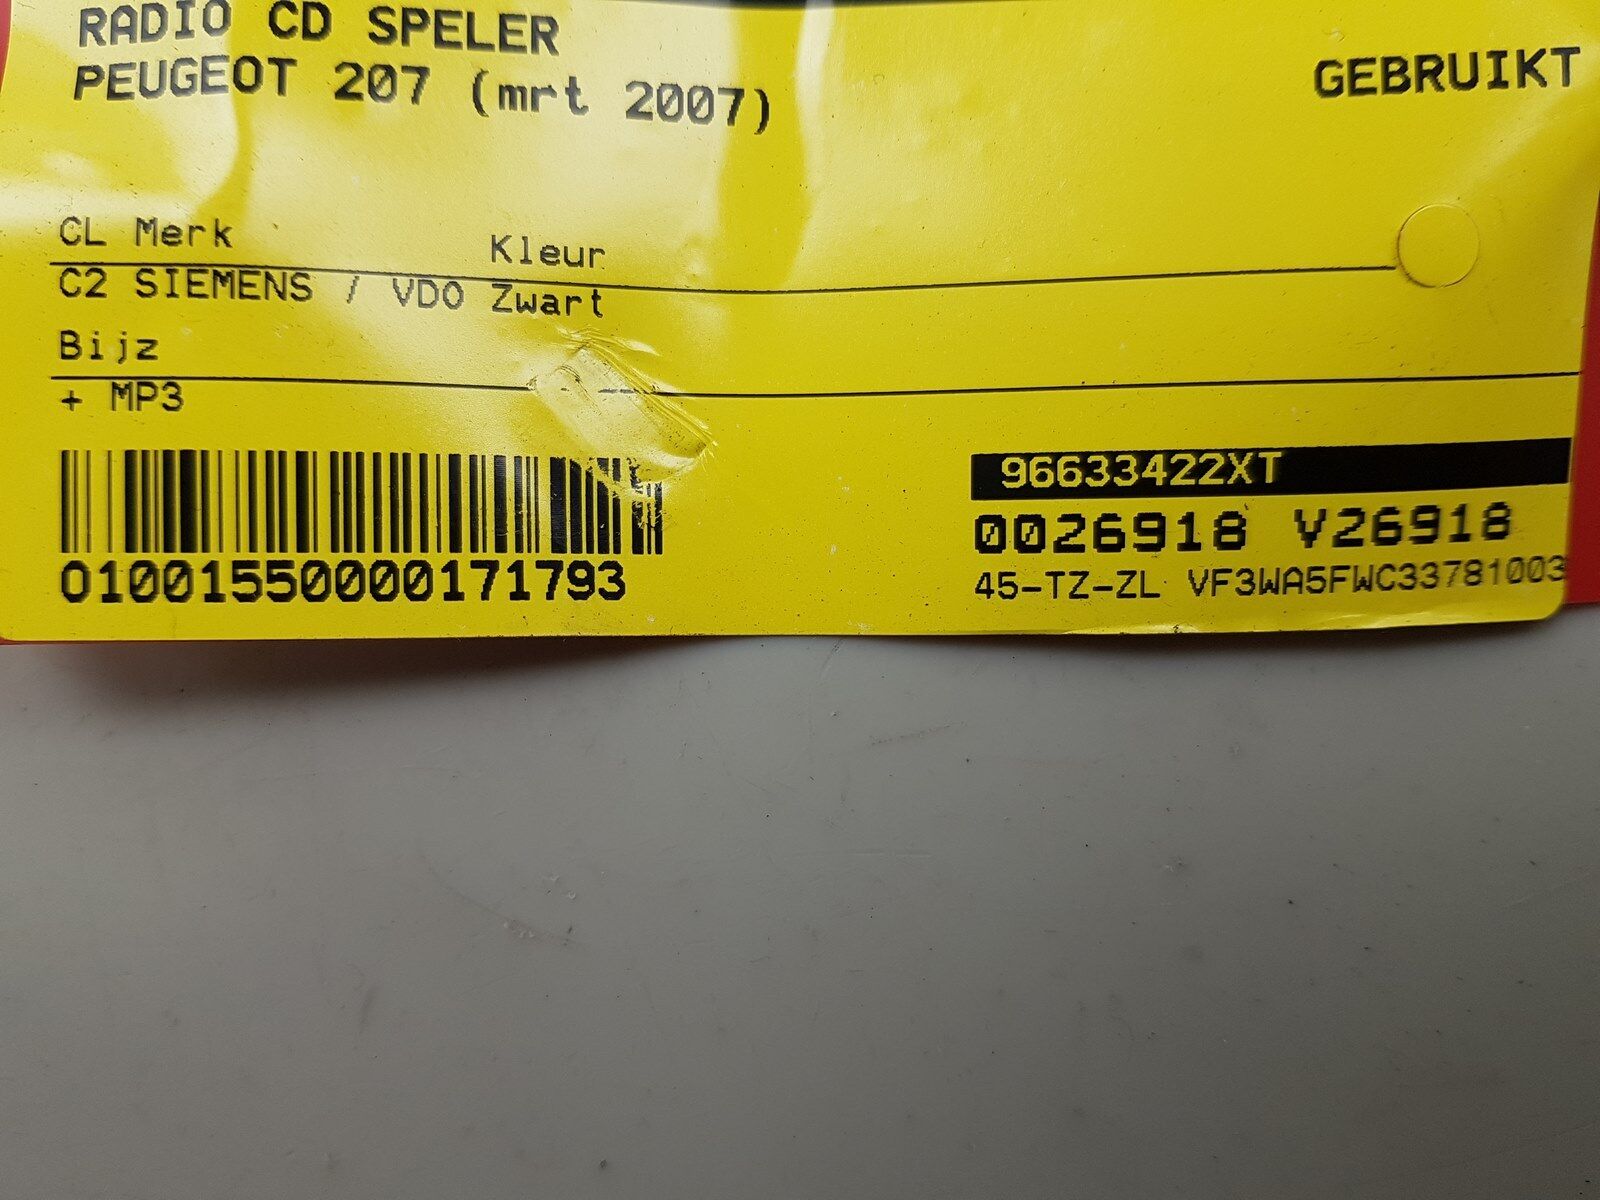 RADIO CD SPELER
PEUGEOT 207 (mrt 2007)
GEBRUIKT
CL Merk Kleur
C2 SIEMENS / VDO Zwart
Bijz
+ MP3
96633422XT
0026918 V26918
45-TZ-ZL VF3WA5FWC33781003
01001550000171793